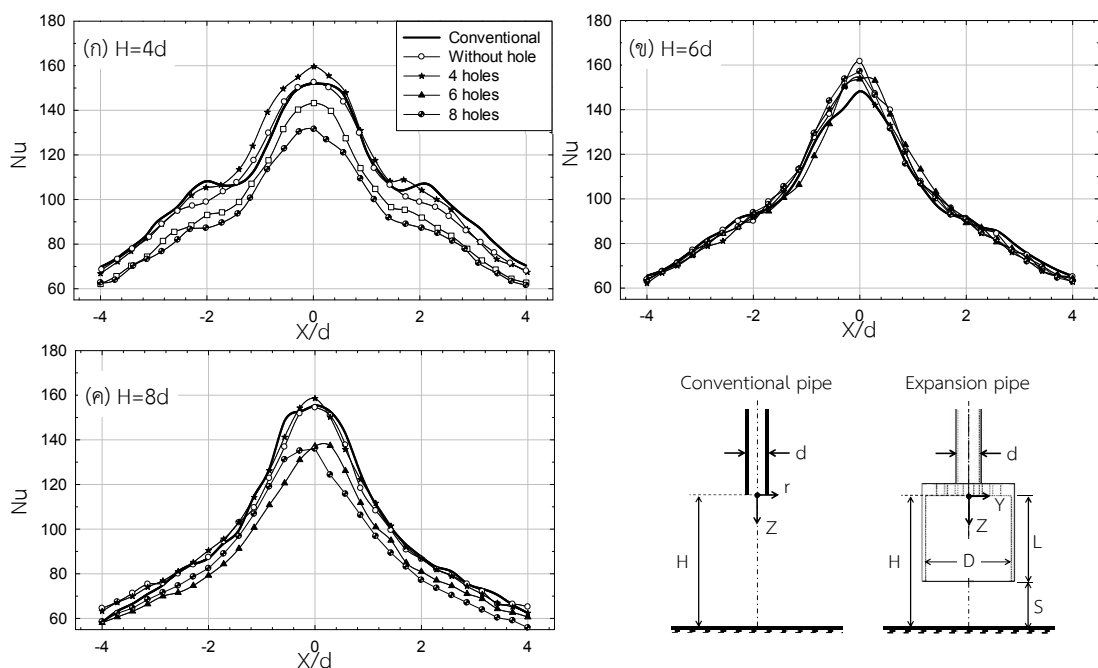 (ก) H=4d
Conventional
Without hole
4 holes
6 holes
8 holes
180
160
140
120
100
80
60
Nu
-4 -2 0 2 4
X/d
(ข) H=6d
180
160
140
120
100
80
60
Nu
-4 -2 0 2 4
X/d
(ค) H=8d
180
160
140
120
100
80
60
Nu
-4 -2 0 2 4
X/d
Conventional pipe
d
r
Z
H
Expansion pipe
d
Y
Z
L
H
D
S